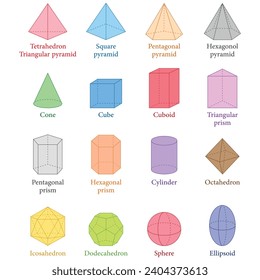 Tetrahedron Square Pentagonal Hexagonol
Triangular pyramid pyramid pyramid pyramid
Cone Cube Cuboid Triangular
prism
Pentagonal Hexagonal Cylinder Octahedron
prism prism
Icosahedron Dodecahedron Sphere Ellipsoid
shutterstock
IMAGE ID: 2404373613
www.shutterstock.com